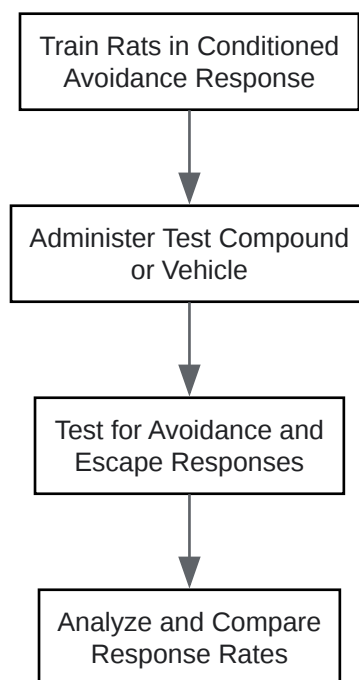 Train Rats in Conditioned
Avoidance Response
Administer Test Compound
or Vehicle
Test for Avoidance and
Escape Responses
Analyze and Compare
Response Rates